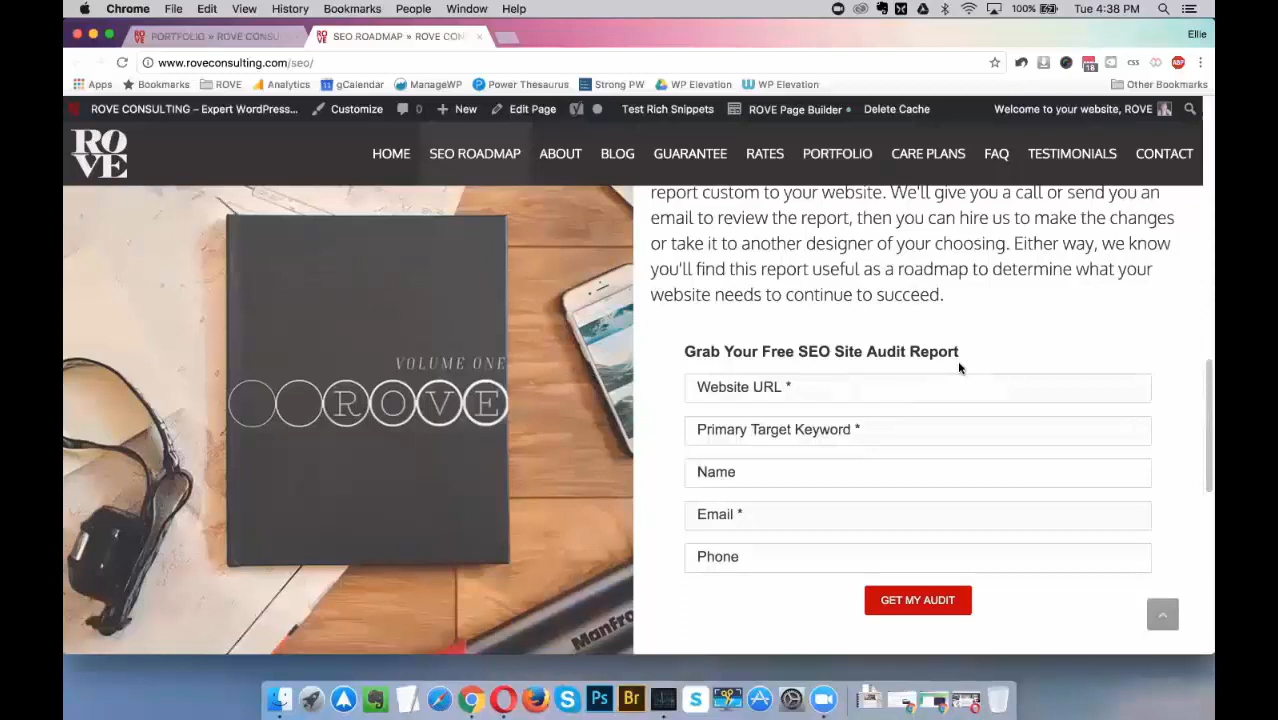 Chrome File Edit View History Bookmarks People Window Help 100% Tue 4:38 PM
PORTFOLIO » ROVE CONSU SEO ROADMAP » ROVE CON Ellie
www.roveconsulting.com/seo/ 18 CSS ABP
Apps Bookmarks ROVE Analytics gCalendar ManageWP Power Thesaurus Strong PW WP Elevation WP Elevation Other Bookmarks
ROVE CONSULTING – Expert WordPress... Customize 0 New Edit Page Test Rich Snippets ROVE Page Builder Delete Cache Welcome to your website, ROVE
ROVE
HOME SEO ROADMAP ABOUT BLOG GUARANTEE RATES PORTFOLIO CARE PLANS FAQ TESTIMONIALS CONTACT
report custom to your website. We'll give you a call or send you an
email to review the report, then you can hire us to make the changes
or take it to another designer of your choosing. Either way, we know
you'll find this report useful as a roadmap to determine what your
website needs to continue to succeed.
VOLUME ONE
ROVE
Manfro
Grab Your Free SEO Site Audit Report
Website URL *
Primary Target Keyword *
Name
Email *
Phone
GET MY AUDIT
Ps Br